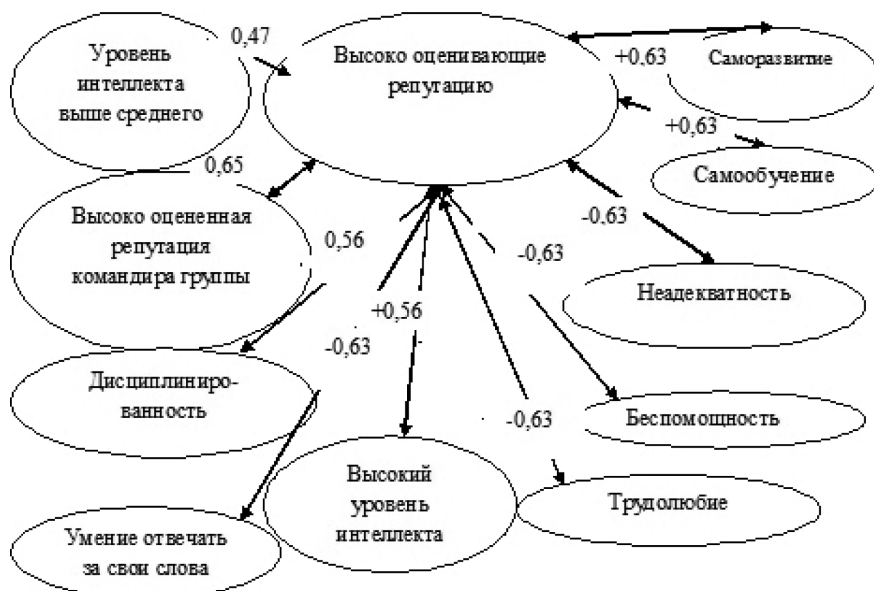 Уровень
интеллекта
выше среднего
0,47
Высоко оценивающие
репутацию
+0,63
Саморазвитие
+0,63
Самообучение
0,65
Высоко оцененная
репутация
командира группы
0,56
-0,63
-0,63
Неадекватность
+0,56
-0,63
Дисциплиниро-
ванность
-0,63
Беспомощность
Высокий
уровень
интеллекта
Трудолюбие
Умение отвечать
за свои слова